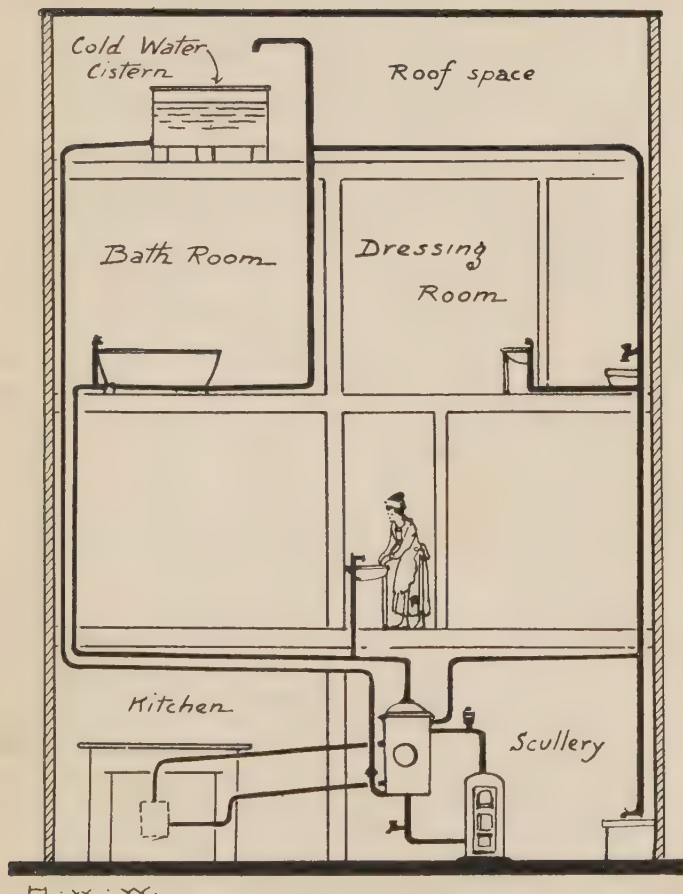 Cold Water
Cistern
Roof space
Bath Room
Dressing
Room
Kitchen
Scullery